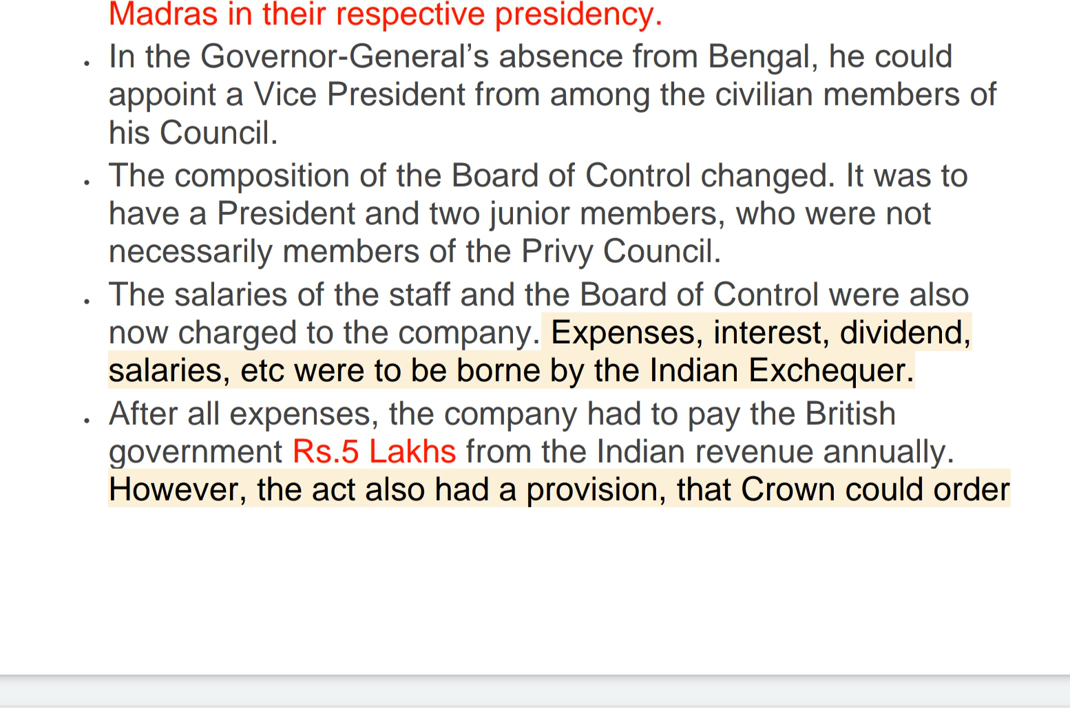 Madras in their respective presidency.
• In the Governor-General’s absence from Bengal, he could
appoint a Vice President from among the civilian members of
his Council.
• The composition of the Board of Control changed. It was to
have a President and two junior members, who were not
necessarily members of the Privy Council.
• The salaries of the staff and the Board of Control were also
now charged to the company. Expenses, interest, dividend,
salaries, etc were to be borne by the Indian Exchequer.
• After all expenses, the company had to pay the British
government Rs.5 Lakhs from the Indian revenue annually.
However, the act also had a provision, that Crown could order